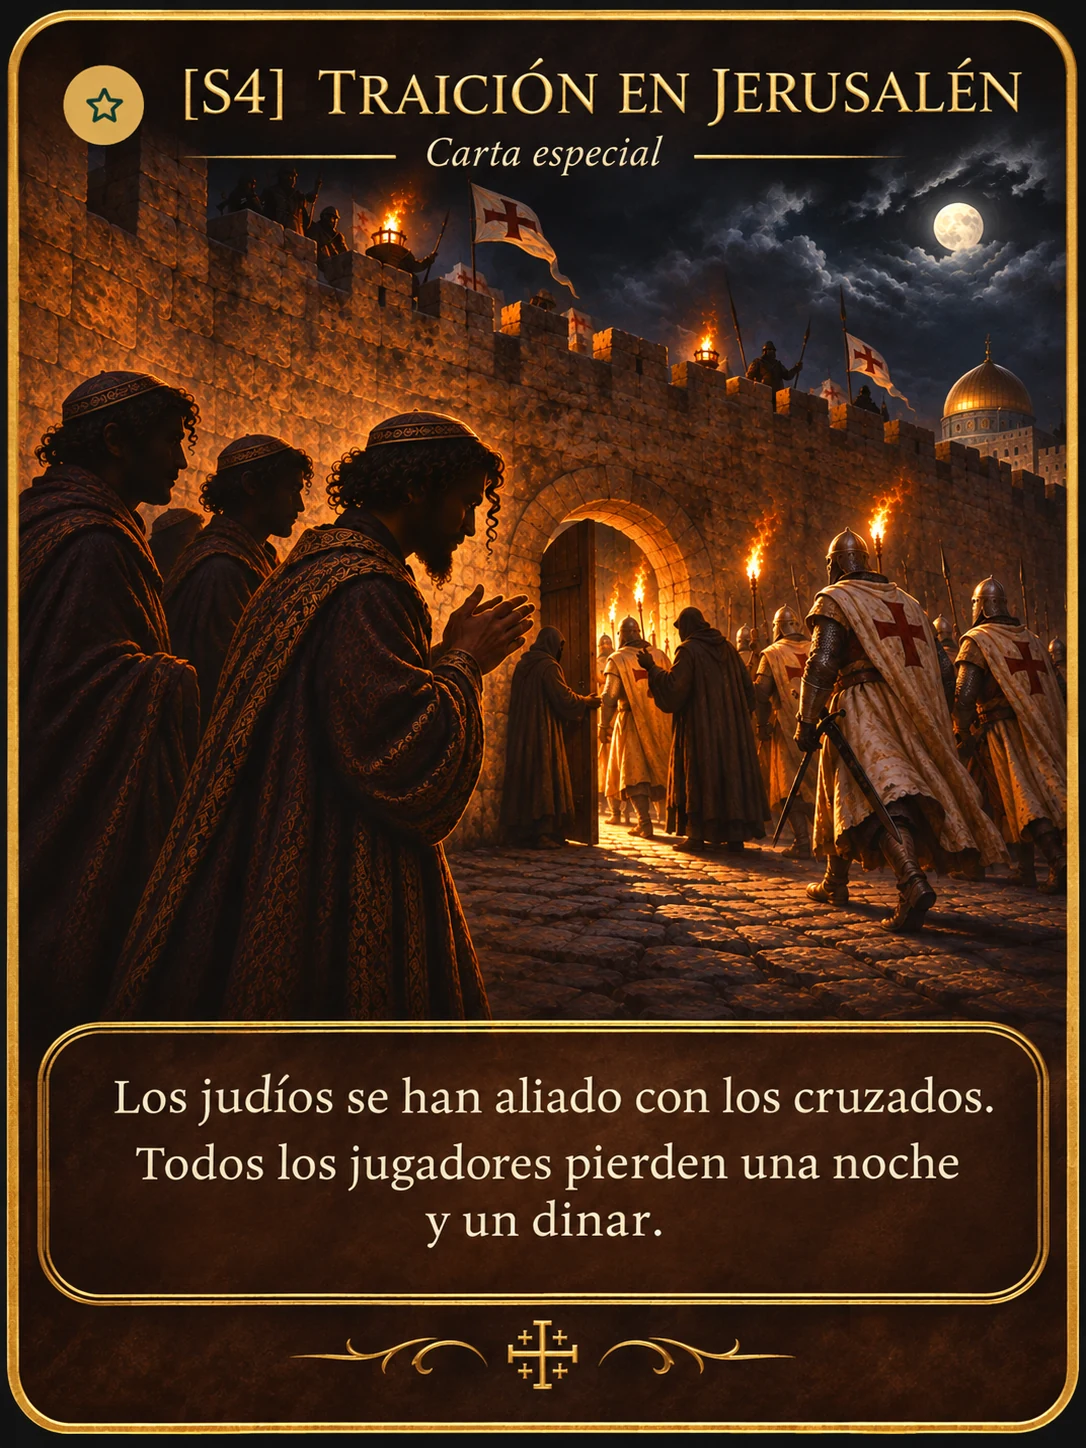 [S4] Traición en Jerusalén
Carta especial
Los judíos se han aliado con los cruzados.
Todos los jugadores pierden una noche
y un dinar.